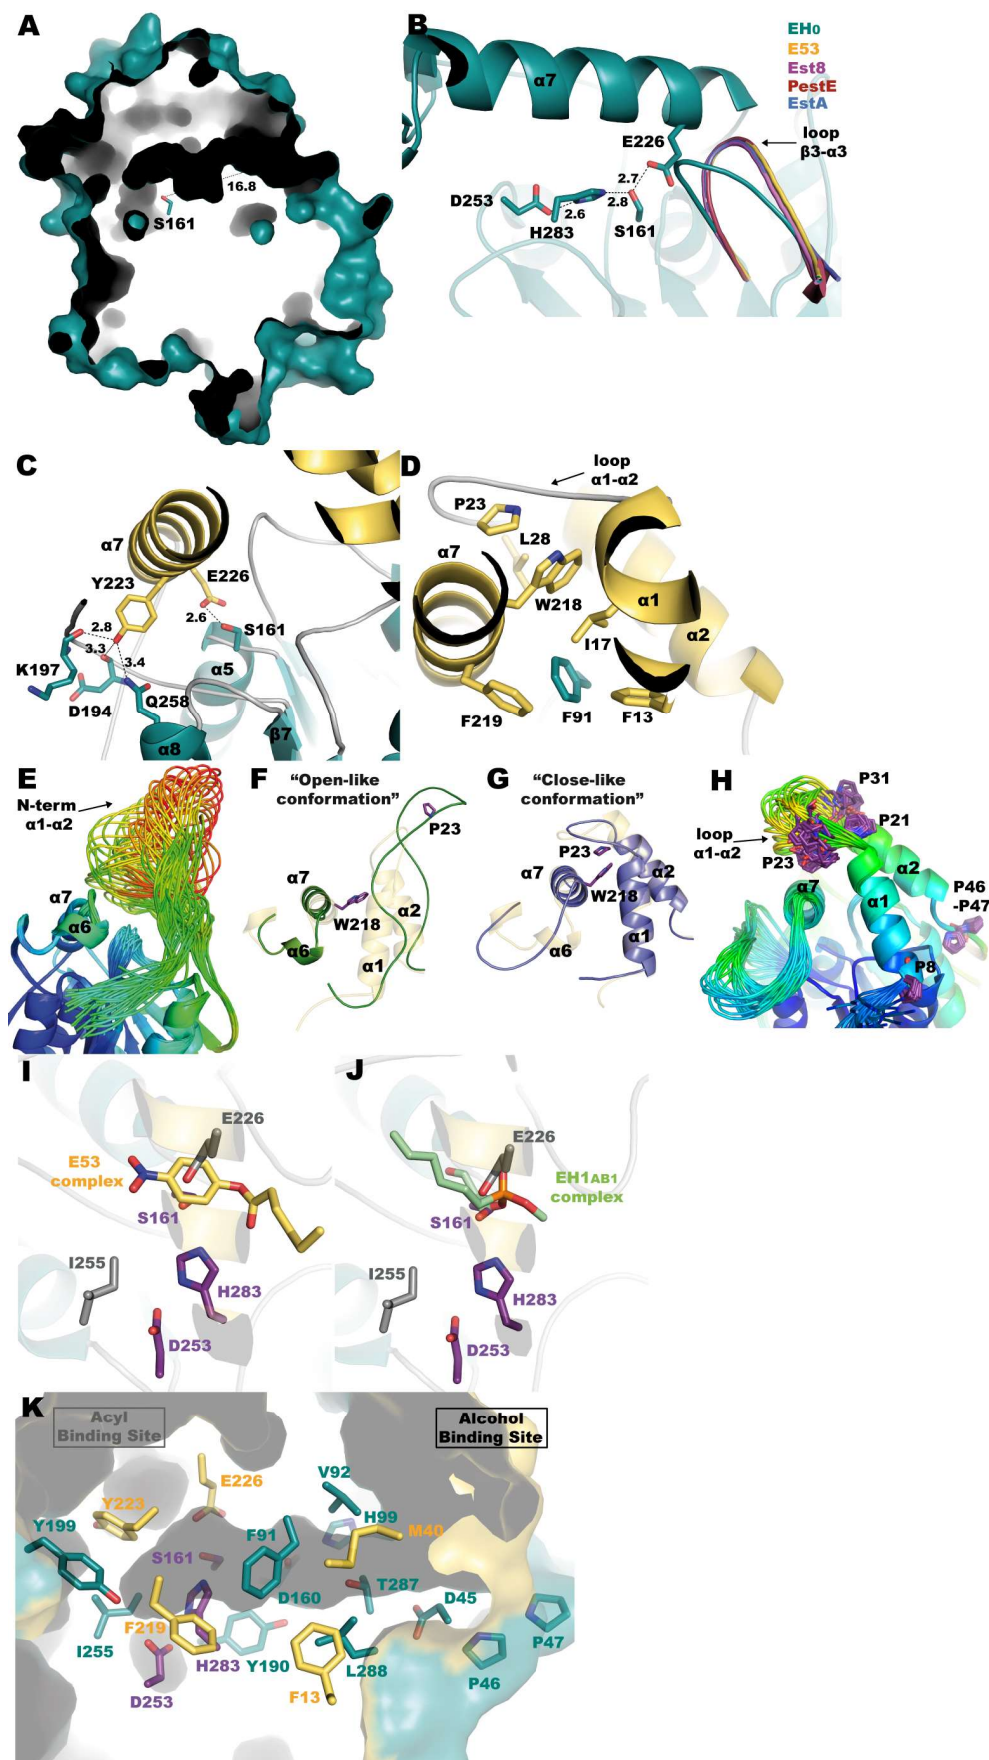 A
16.8
S161
B
EH0
E53
Est8
PestE
EstA
α7
E226
loop
β3-α3
2.7
D253
2.8
2.6
H283
S161
C
α7
Y223
E226
2.6
2.8
S161
3.3
3.4
K197
α5
D194
Q258
β7
α8
D
loop
α1-α2
P23
L28
α7
W218
α1
I17
α2
F219
F91
F13
E
N-term
α1-α2
α7
α6
F
"Open-like
conformation"
P23
α7
W218
α2
α6
α1
G
"Close-like
conformation"
P23
α7
α2
W218
α1
α6
H
P31
P21
loop
α1-α2
P23
α2
α7
α1
P46
-P47
P8
I
E226
E53
complex
S161
I255
H283
D253
J
E226
EH1AB1
complex
S161
I255
H283
D253
K
Acyl
Binding Site
Alcohol
Binding Site
V92
E226
Y223
H99
Y199
F91
M40
S161
T287
D160
D45
F219
P47
I255
H283
Y190
L288
P46
D253
F13